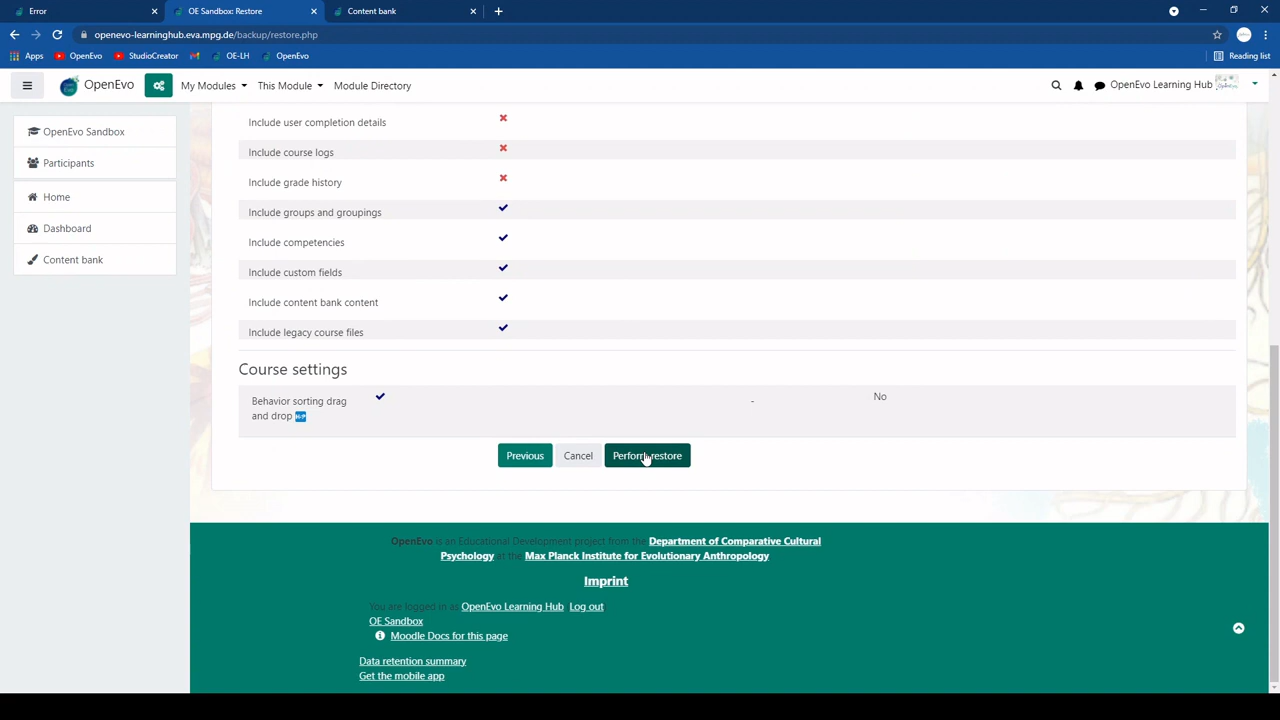 Error
OE Sandbox: Restore
Content bank
openevo-learninghub.eva.mpg.de/backup/restore.php
Apps
OpenEvo
StudioCreator
OE-LH
OpenEvo
Reading list
OpenEvo
My Modules
This Module
Module Directory
OpenEvo Learning Hub
OpenEvo Sandbox
Participants
Home
Dashboard
Content bank
Include user completion details
Include course logs
Include grade history
Include groups and groupings
Include competencies
Include custom fields
Include content bank content
Include legacy course files
Course settings
Behavior sorting drag
and drop H-P
-
No
Previous
Cancel
Perform restore
OpenEvo is an Educational Development project from the Department of Comparative Cultural
Psychology at the Max Planck Institute for Evolutionary Anthropology
Imprint
You are logged in as OpenEvo Learning Hub Log out
OE Sandbox
Moodle Docs for this page
Data retention summary
Get the mobile app